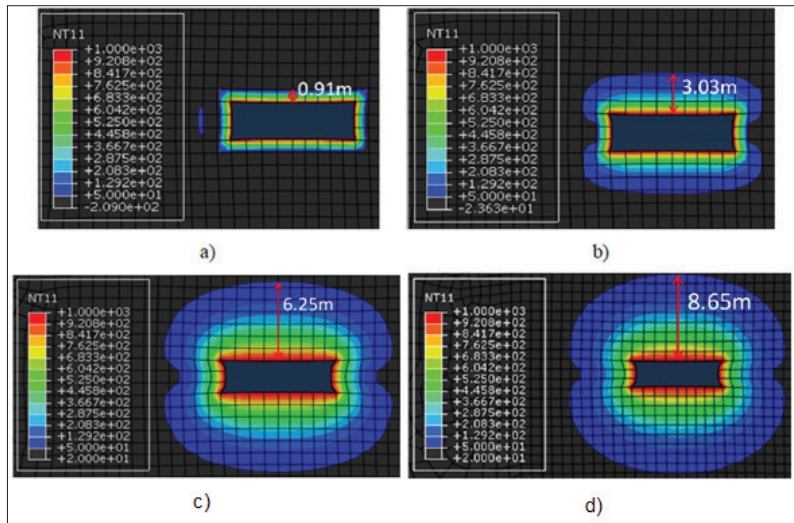 NT11
+1.000e+03
+9.208e+02
+8.417e+02
+7.625e+02
+6.833e+02
+6.042e+02
+5.250e+02
+4.458e+02
+3.667e+02
+2.875e+02
+2.083e+02
+1.292e+02
+5.000e+01
-2.090e+02
0.91m
a)
NT11
+1.000e+03
+9.208e+02
+8.417e+02
+7.625e+02
+6.833e+02
+6.042e+02
+5.250e+02
+4.458e+02
+3.667e+02
+2.875e+02
+2.083e+02
+1.292e+02
+5.000e+01
-2.363e+01
3.03m
b)
NT11
+1.000e+03
+9.208e+02
+8.417e+02
+7.625e+02
+6.833e+02
+6.042e+02
+5.250e+02
+4.458e+02
+3.667e+02
+2.875e+02
+2.083e+02
+1.292e+02
+5.000e+01
+2.000e+01
6.25m
c)
NT11
+1.000e+03
+9.208e+02
+8.417e+02
+7.625e+02
+6.833e+02
+6.042e+02
+5.250e+02
+4.458e+02
+3.667e+02
+2.875e+02
+2.083e+02
+1.292e+02
+5.000e+01
+2.000e+01
8.65m
d)